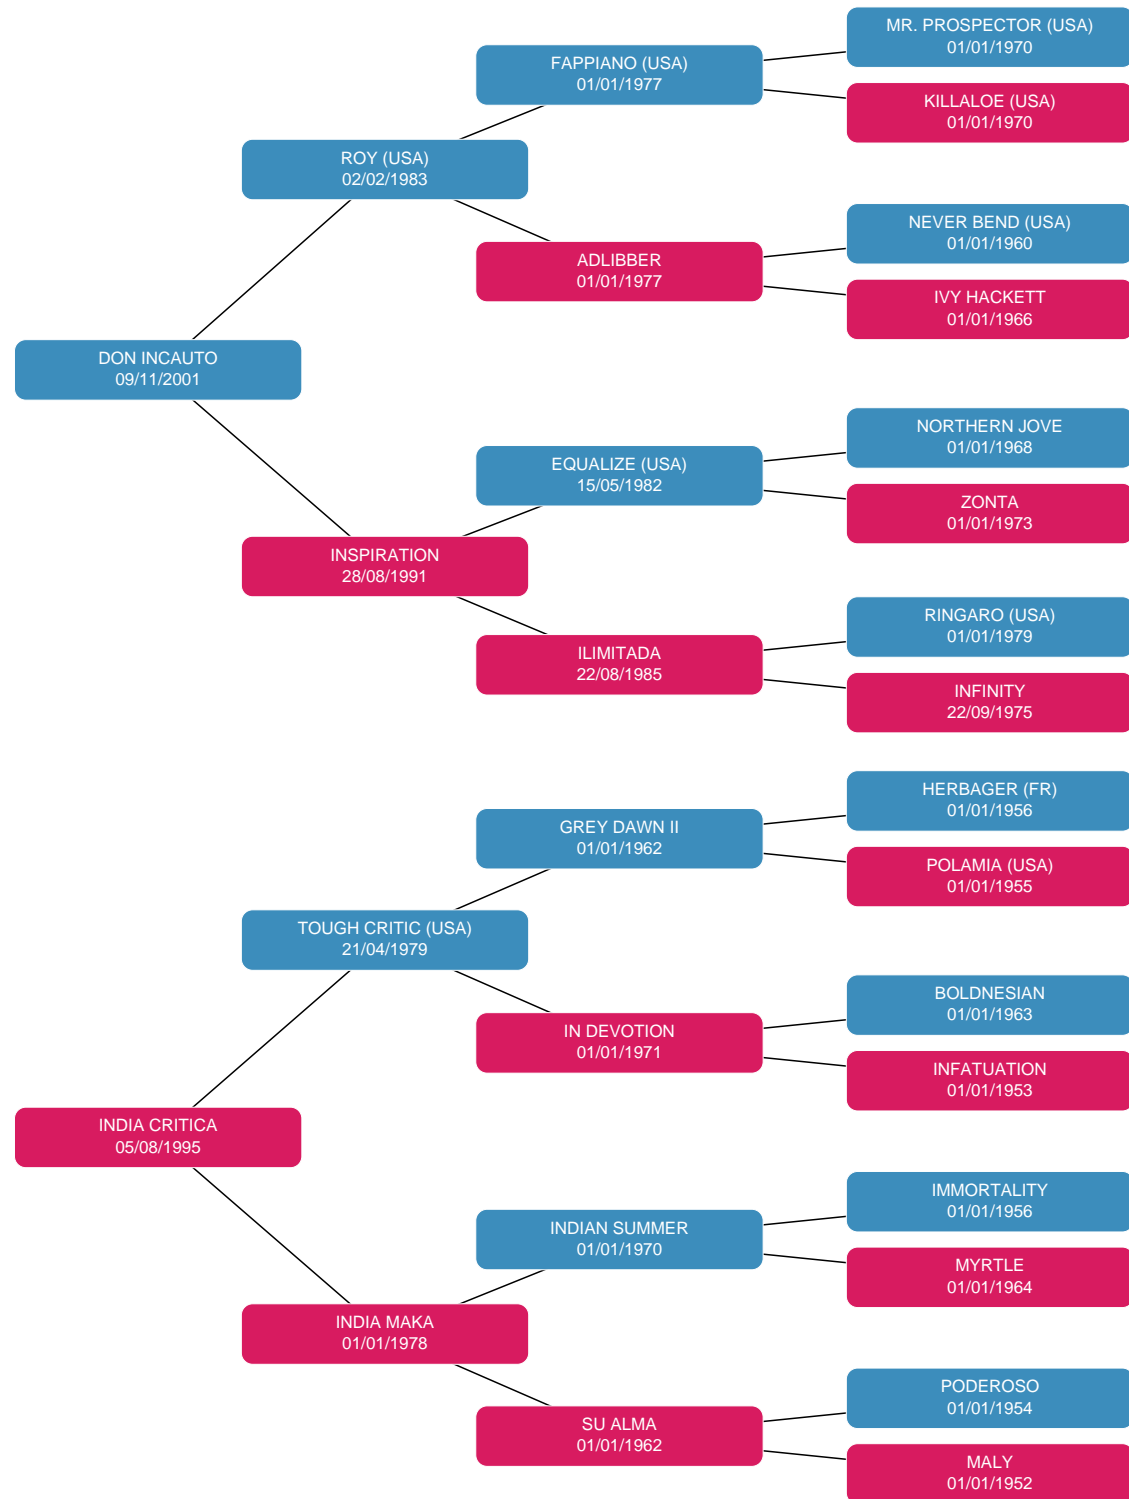 MR. PROSPECTOR (USA)
01/01/1970
FAPPIANO (USA)
01/01/1977
KILLALOE (USA)
01/01/1970
ROY (USA)
02/02/1983
NEVER BEND (USA)
01/01/1960
ADLIBBER
01/01/1977
IVY HACKETT
01/01/1966
DON INCAUTO
09/11/2001
NORTHERN JOVE
01/01/1968
EQUALIZE (USA)
15/05/1982
ZONTA
01/01/1973
INSPIRATION
28/08/1991
RINGARO (USA)
01/01/1979
ILIMITADA
22/08/1985
INFINITY
22/09/1975
HERBAGER (FR)
01/01/1956
GREY DAWN II
01/01/1962
POLAMIA (USA)
01/01/1955
TOUGH CRITIC (USA)
21/04/1979
BOLDNESIAN
01/01/1963
IN DEVOTION
01/01/1971
INFATUATION
01/01/1953
INDIA CRITICA
05/08/1995
IMMORTALITY
01/01/1956
INDIAN SUMMER
01/01/1970
MYRTLE
01/01/1964
INDIA MAKA
01/01/1978
PODEROSO
01/01/1954
SU ALMA
01/01/1962
MALY
01/01/1952